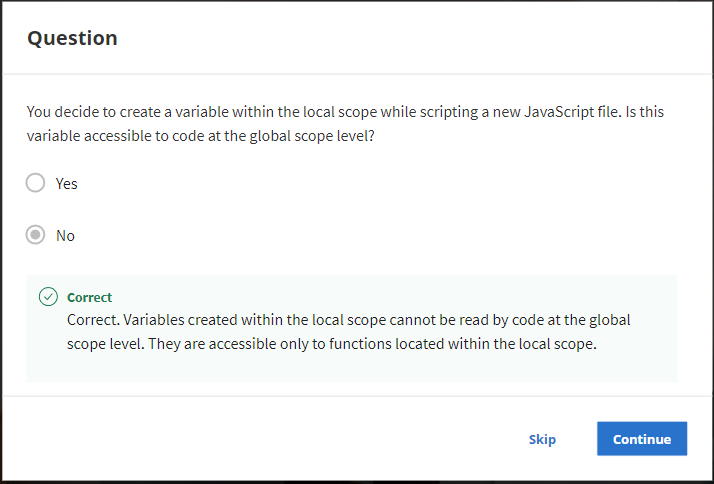 Question
You decide to create a variable within the local scope while scripting a new JavaScript file. Is this
variable accessible to code at the global scope level?
Yes
No
Correct
Correct. Variables created within the local scope cannot be read by code at the global
scope level. They are accessible only to functions located within the local scope.
Skip
Continue